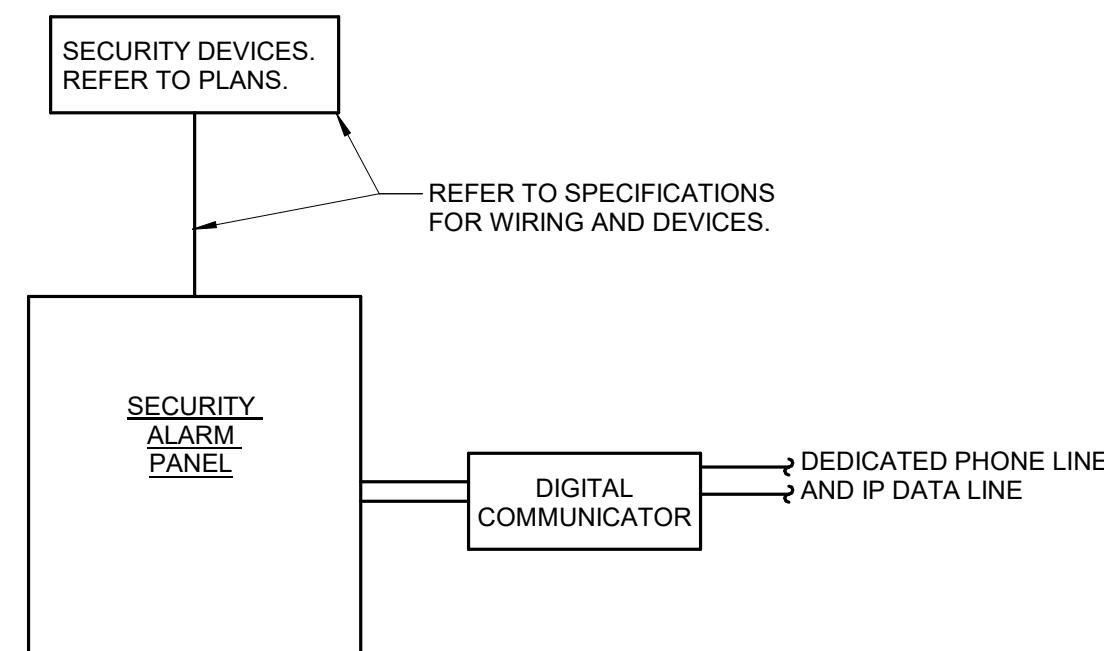 SECURITY DEVICES.
REFER TO PLANS.
REFER TO SPECIFICATIONS
FOR WIRING AND DEVICES.
SECURITY
ALARM
PANEL
DIGITAL
COMMUNICATOR
DEDICATED PHONE LINE
AND IP DATA LINE